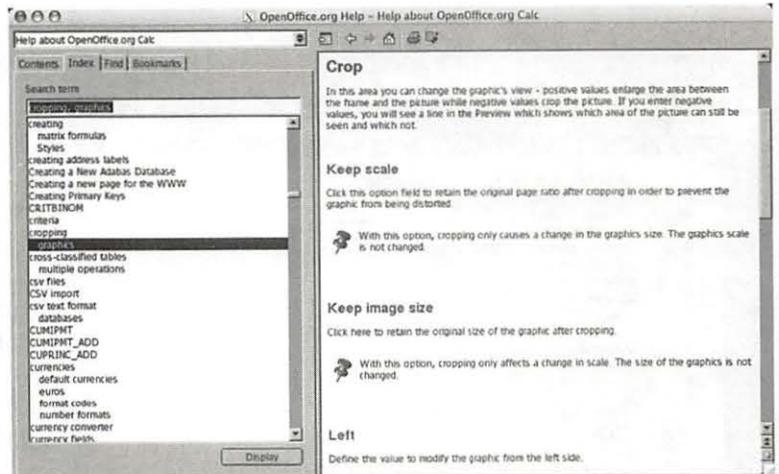 OpenOffice.org Help - Help about OpenOffice.org Calc
Help about OpenOffice.org Calc
Contents Index Find Bookmarks
Search term
cropping, graphics
creating
matrix formulas
Styles
creating address labels
Creating a New Adabas Database
Creating a new page for the WWW
Creating Primary Keys
CRITBINOM
criteria
cropping
graphics
cross-classified tables
multiple operations
csv files
CSV import
csv text format
databases
CUMIPMT
CUMIPMT_ADD
CUPRINC_ADD
currencies
default currencies
euros
format codes
number formats
currency converter
currency fields
Display
Crop
In this area you can change the graphic's view - positive values enlarge the area between
the frame and the picture while negative values crop the picture. If you enter negative
values, you will see a line in the Preview which shows which area of the picture can still be
seen and which not.
Keep scale
Click this option field to retain the original page ratio after cropping in order to prevent the
graphic from being distorted.
With this option, cropping only causes a change in the graphics size. The graphics scale
is not changed.
Keep image size
Click here to retain the original size of the graphic after cropping.
With this option, cropping only affects a change in scale. The size of the graphics is not
changed.
Left
Define the value to modify the graphic from the left side.